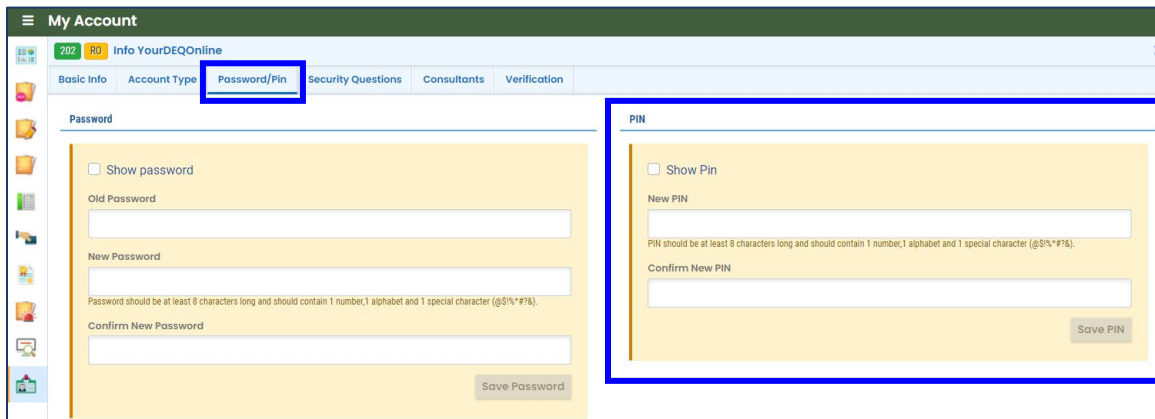 My Account
202 RO Info YourDEQOnline
Basic Info Account Type Password/Pin Security Questions Consultants Verification
Password
Show password
Old Password
New Password
Password should be at least 8 characters long and should contain 1 number,1 alphabet and 1 special character (@$!%*#?&).
Confirm New Password
Save Password
PIN
Show Pin
New PIN
PIN should be at least 8 characters long and should contain 1 number,1 alphabet and 1 special character (@$!%*#?&).
Confirm New PIN
Save PIN